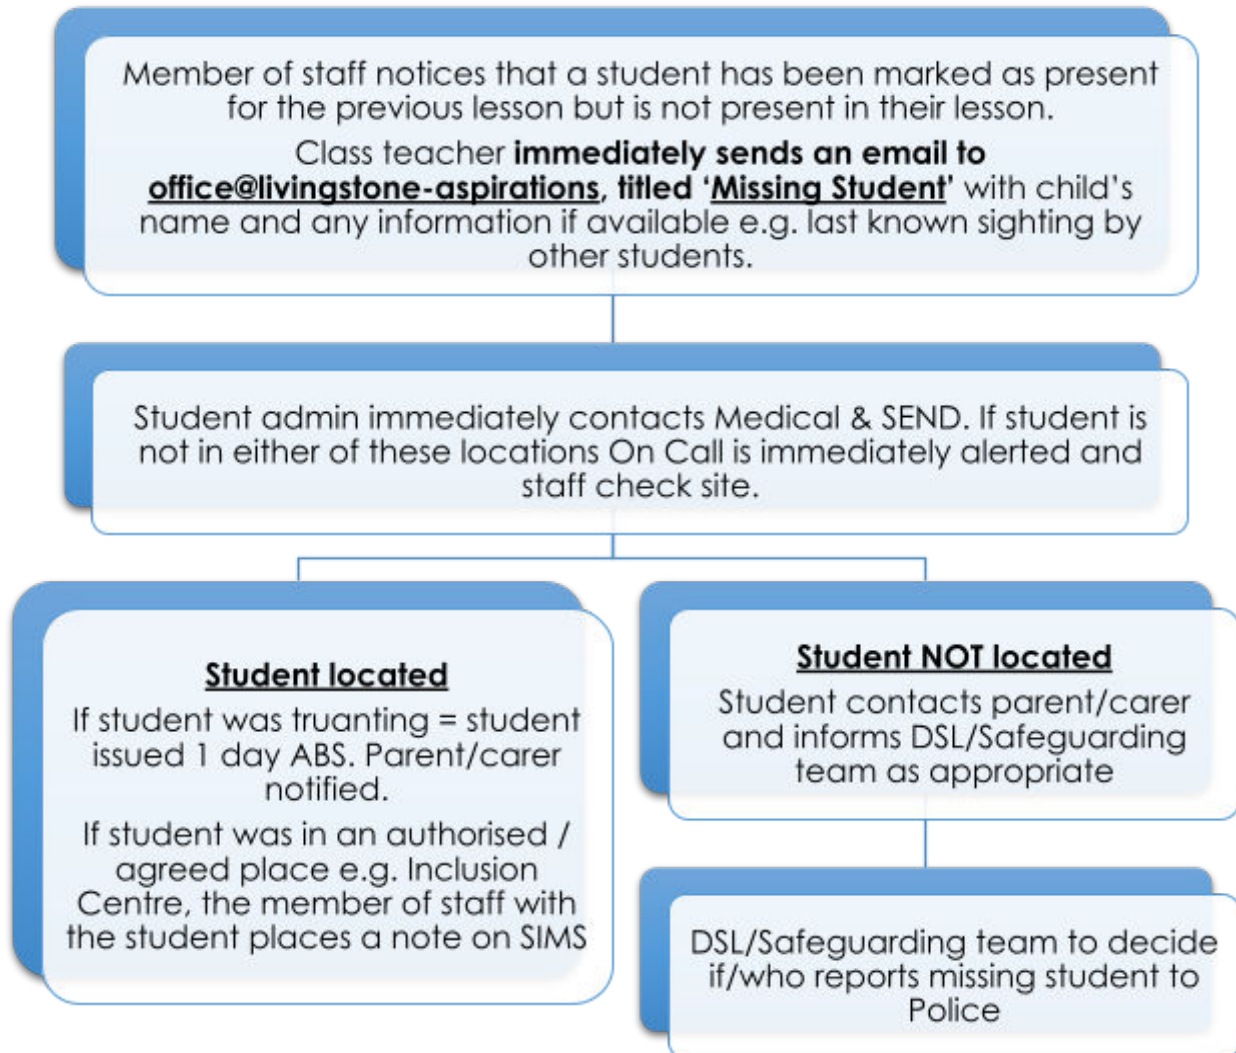 Member of staff notices that a student has been marked as present
for the previous lesson but is not present in their lesson.
Class teacher immediately sends an email to
office@livingstone-aspirations, titled ‘Missing Student’ with child’s
name and any information if available e.g. last known sighting by
other students.
Student admin immediately contacts Medical & SEND. If student is
not in either of these locations On Call is immediately alerted and
staff check site.
Student located
If student was truanting = student
issued 1 day ABS. Parent/carer
notified.
If student was in an authorised /
agreed place e.g. Inclusion
Centre, the member of staff with
the student places a note on SIMS
Student NOT located
Student contacts parent/carer
and informs DSL/Safeguarding
team as appropriate
DSL/Safeguarding team to decide
if/who reports missing student to
Police